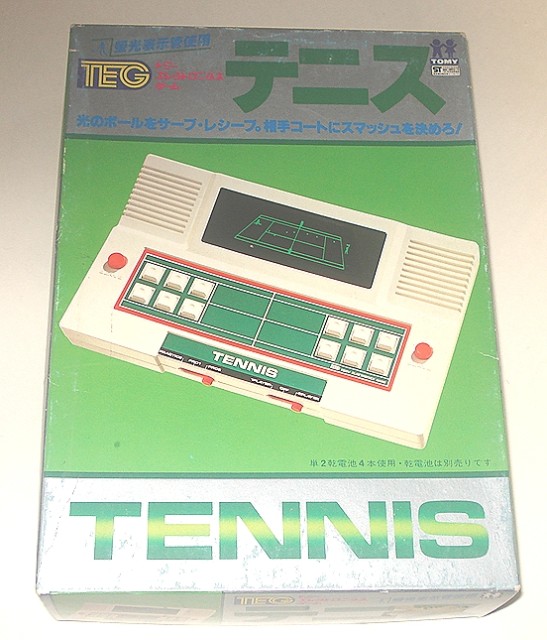 蛍光表示管使用
TEG
テニス
TOMY
ST
光のボールをサーブ・レシーブ。相手コートにスマッシュを決めろ!
TENNIS
PRO1
PRO2
単2乾電池4本使用・乾電池は別売りです
TENNIS
TEG